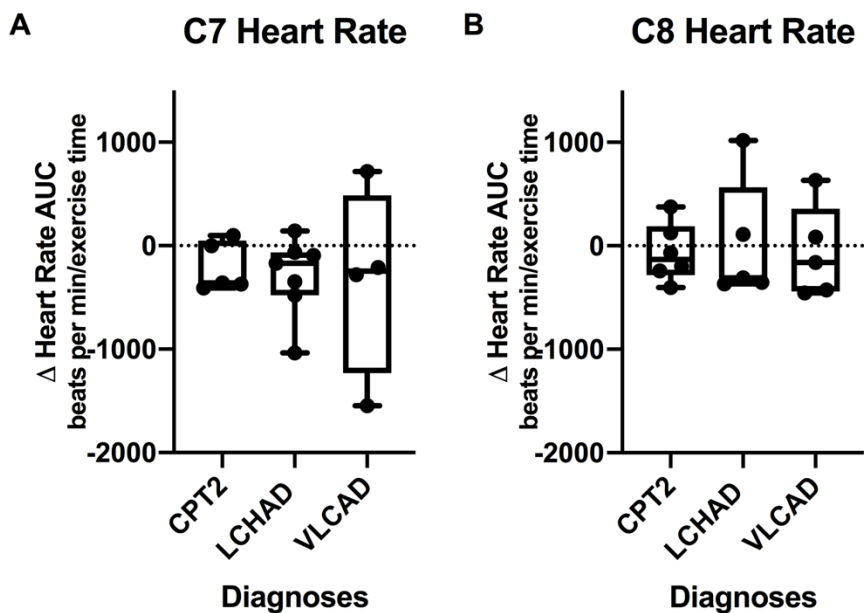 A
C7 Heart Rate
Δ Heart Rate AUC
beats per min/exercise time
1000
0
-1000
-2000
CPT2
LCHAD
VLCAD
Diagnoses
B
C8 Heart Rate
Δ Heart Rate AUC
beats per min/exercise time
1000
0
-1000
-2000
CPT2
LCHAD
VLCAD
Diagnoses